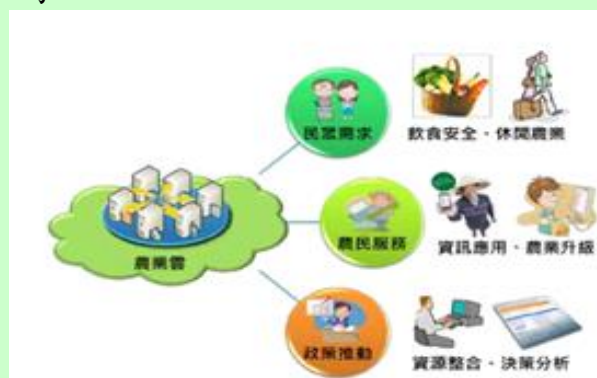 民眾需求
飲食安全、休閒農業
農業雲
農民服務
資訊應用、農業升級
政策推動
資源整合、決策分析